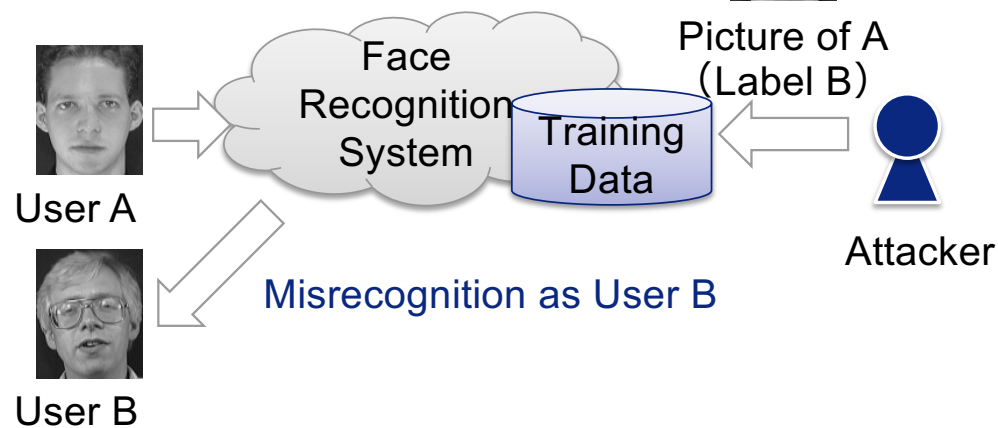 Picture of A
（Label B）
Face
Recognition
System
Training
Data
User A
Attacker
Misrecognition as User B
User B